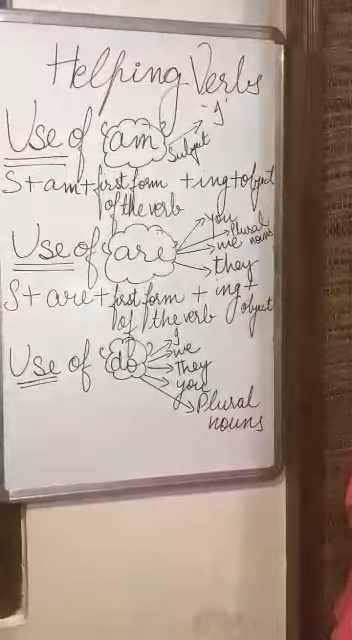 Helping Verbs
Use of 'am' Subject 'I'
S+am+first form +ing+object
of the verb
Use of 'are' you
Plural nouns
we
they
S+ are+first form + ing+
of the verb object
Use of 'do' I
we
they
you
Plural
nouns